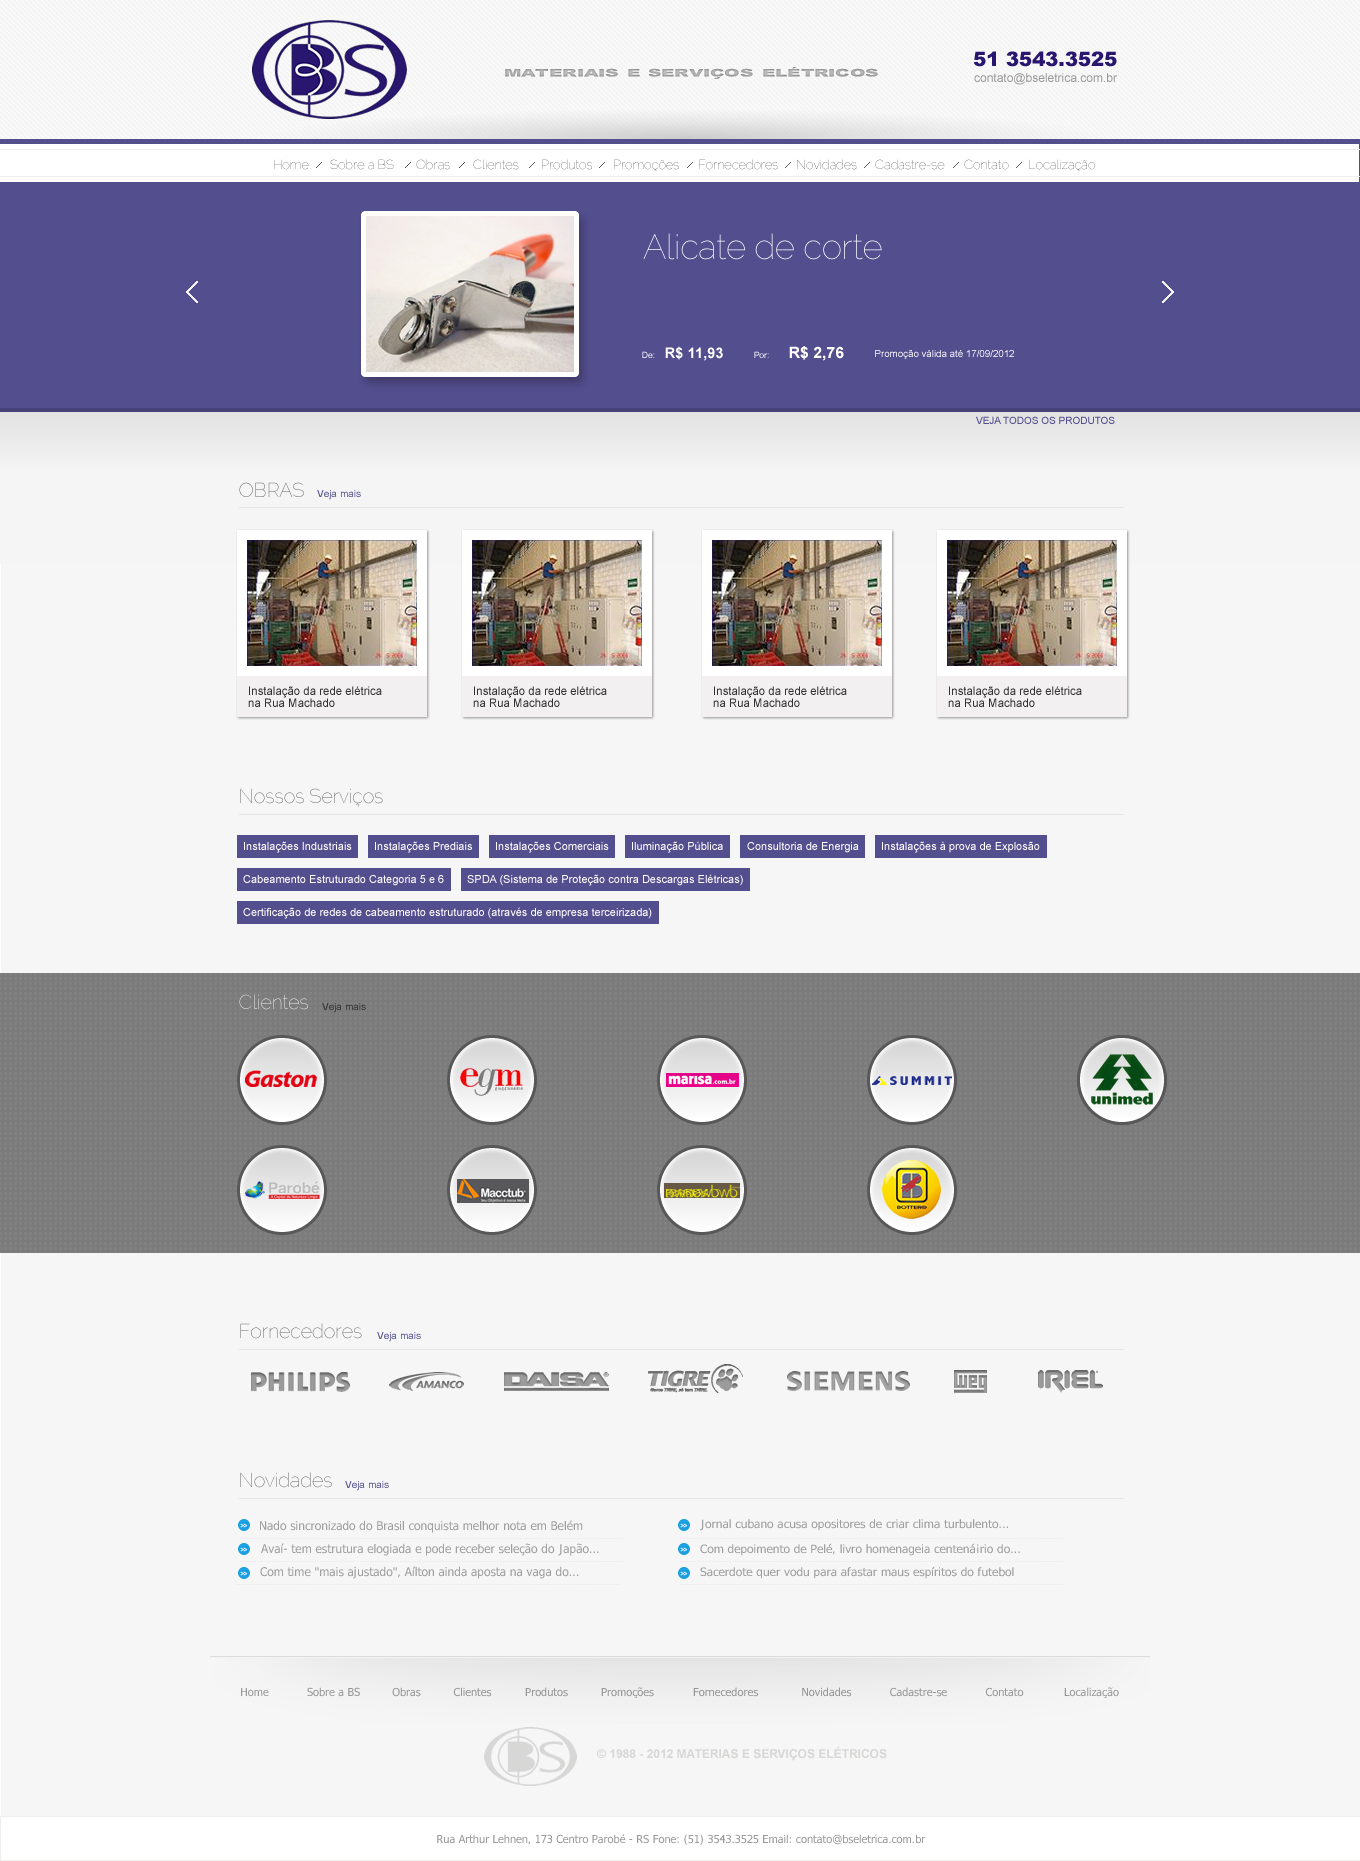 BS
MATERIAIS E SERVIÇOS ELÉTRICOS
51 3543.3525
contato@bseletrica.com.br
Home / Sobre a BS / Obras / Clientes / Produtos / Promoções / Fornecedores / Novidades / Cadastre-se / Contato / Localização
Alicate de corte
De: R$ 11,93 Por: R$ 2,76 Promoção válida até 17/09/2012
VEJA TODOS OS PRODUTOS
OBRAS Veja mais
Instalação da rede elétrica
na Rua Machado
Instalação da rede elétrica
na Rua Machado
Instalação da rede elétrica
na Rua Machado
Instalação da rede elétrica
na Rua Machado
Nossos Serviços
Instalações Industriais Instalações Prediais Instalações Comerciais Iluminação Pública Consultoria de Energia Instalações à prova de Explosão
Cabeamento Estruturado Categoria 5 e 6 SPDA (Sistema de Proteção contra Descargas Elétricas)
Certificação de redes de cabeamento estruturado (através de empresa terceirizada)
Clientes Veja mais
Gaston
egm
ENGENHARIA
marisa.com.br
SUMMIT
unimed
Parobé
Macctub
bwb
BOTTERO
Fornecedores Veja mais
PHILIPS AMANCO DAISA TIGRE SIEMENS WEG IRIEL
Novidades Veja mais
Nado sincronizado do Brasil conquista melhor nota em Belém
Avaí- tem estrutura elogiada e pode receber seleção do Japão...
Com time "mais ajustado", Aílton ainda aposta na vaga do...
Jornal cubano acusa opositores de criar clima turbulento...
Com depoimento de Pelé, livro homenageia centenáirio do...
Sacerdote quer vodu para afastar maus espíritos do futebol
Home Sobre a BS Obras Clientes Produtos Promoções Fornecedores Novidades Cadastre-se Contato Localização
BS
© 1988 - 2012 MATERIAS E SERVIÇOS ELÉTRICOS
Rua Arthur Lehnen, 173 Centro Parobé - RS Fone: (51) 3543.3525 Email: contato@bseletrica.com.br